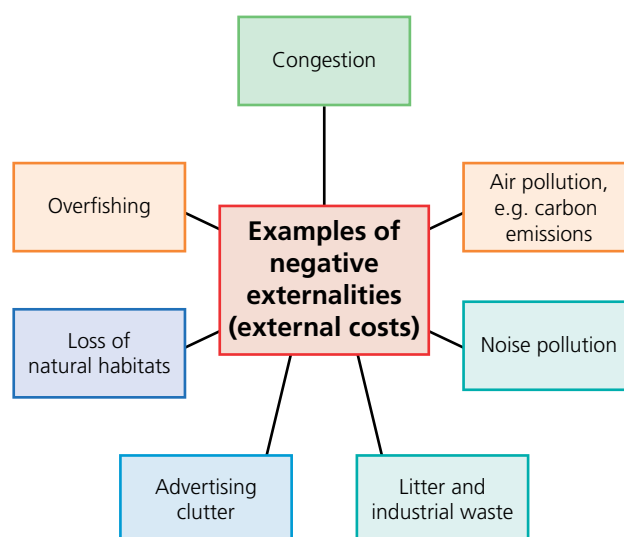 Congestion
Overfishing
Air pollution,
e.g. carbon
emissions
Examples of
negative
externalities
(external costs)
Loss of
natural habitats
Noise pollution
Advertising
clutter
Litter and
industrial waste